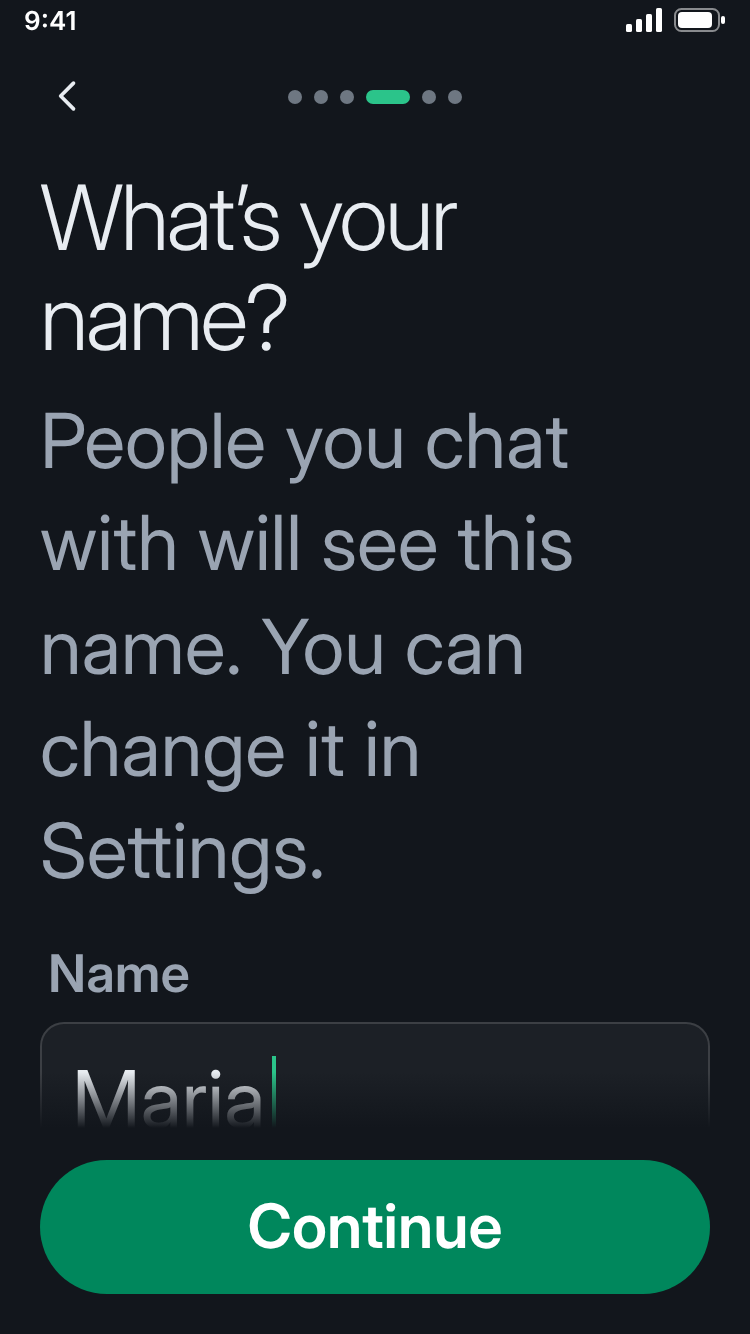 9:41
What’s your
name?
People you chat
with will see this
name. You can
change it in
Settings.
Name
Maria
Continue